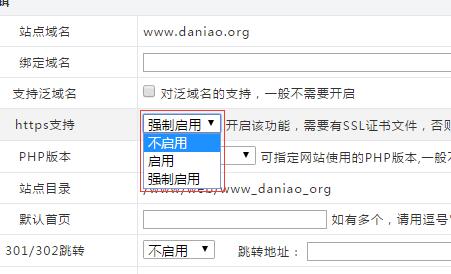 站点域名 www.daniao.org
绑定域名
支持泛域名 对泛域名的支持，一般不需要开启
https支持 强制启用 开启该功能，需要有SSL证书文件，否则
不启用
启用
强制启用
PHP版本 可指定网站使用的PHP版本,一般不
站点目录 /www/web/www_daniao_org
默认首页 如有多个，请用逗号
301/302跳转 不启用 跳转地址：